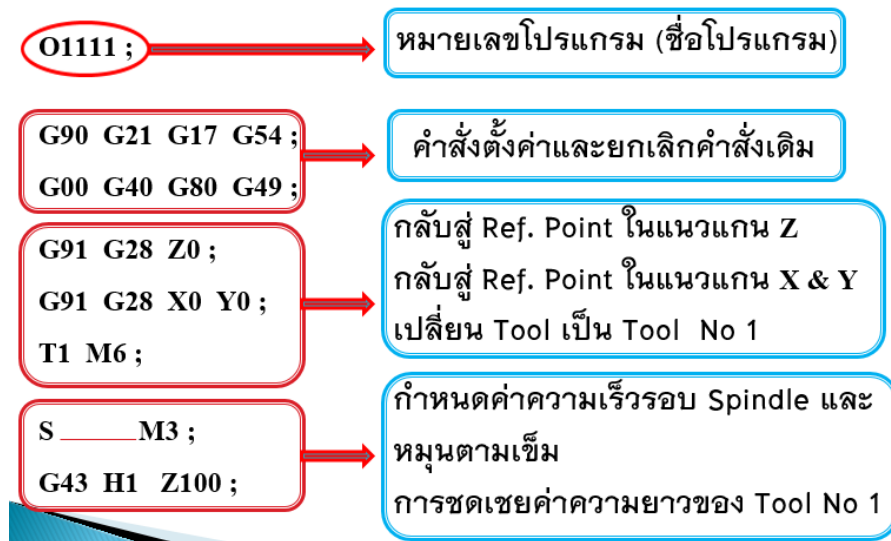 O1111 ;
หมายเลขโปรแกรม (ชื่อโปรแกรม)
G90 G21 G17 G54 ;
G00 G40 G80 G49 ;
คำสั่งตั้งค่าและยกเลิกคำสั่งเดิม
G91 G28 Z0 ;
G91 G28 X0 Y0 ;
T1 M6 ;
กลับสู่ Ref. Point ในแนวแกน Z
กลับสู่ Ref. Point ในแนวแกน X & Y
เปลี่ยน Tool เป็น Tool No 1
S _____M3 ;
G43 H1 Z100 ;
กำหนดค่าความเร็วรอบ Spindle และ
หมุนตามเข็ม
การชดเชยค่าความยาวของ Tool No 1